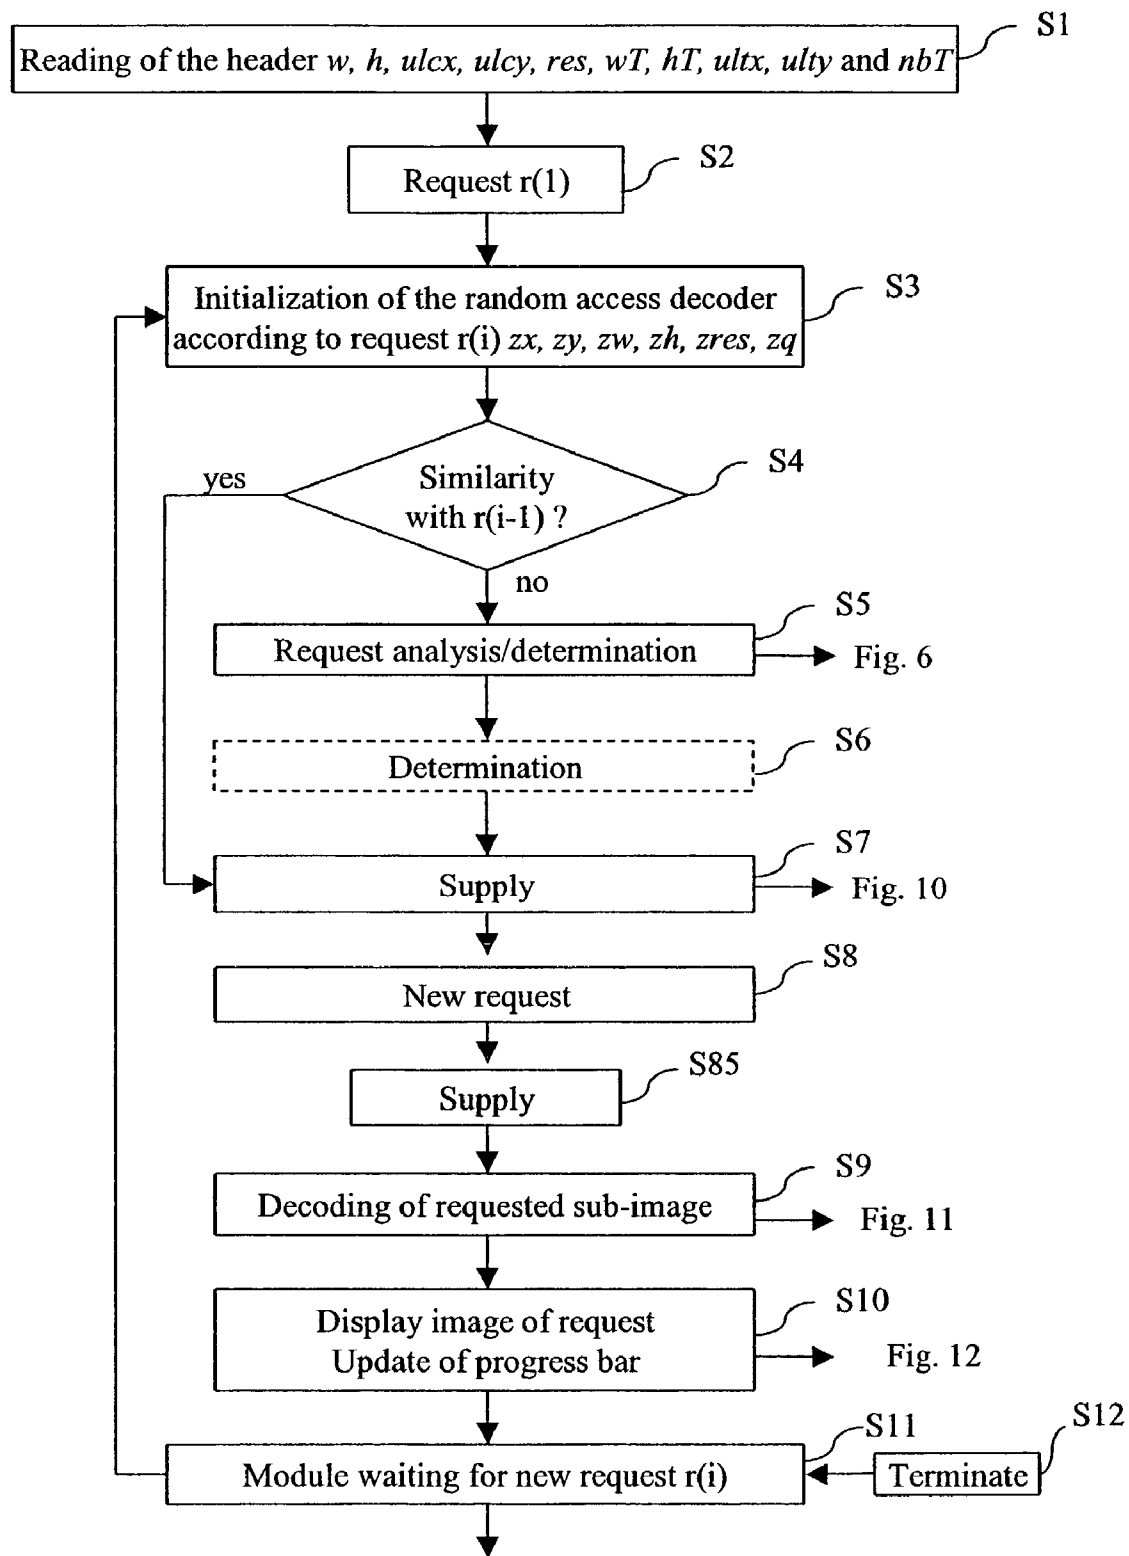 S1
Reading of the header w, h, ulcx, ulcy, res, wT, hT, ultx, ulty and nbT
S2
Request r(1)
S3
Initialization of the random access decoder
according to request r(i) zx, zy, zw, zh, zres, zq
S4
yes
Similarity
with r(i-1) ?
no
S5
Request analysis/determination
Fig. 6
S6
Determination
S7
Supply
Fig. 10
S8
New request
S85
Supply
S9
Decoding of requested sub-image
Fig. 11
S10
Display image of request
Update of progress bar
Fig. 12
S11
S12
Module waiting for new request r(i)
Terminate